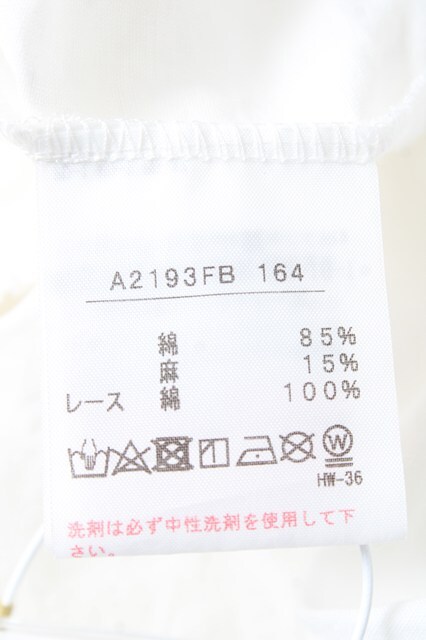 A2193FB 164
綿 85%
麻 15%
レース 綿 100%
W
HW-36
洗剤は必ず中性洗剤を使用して下
さい。